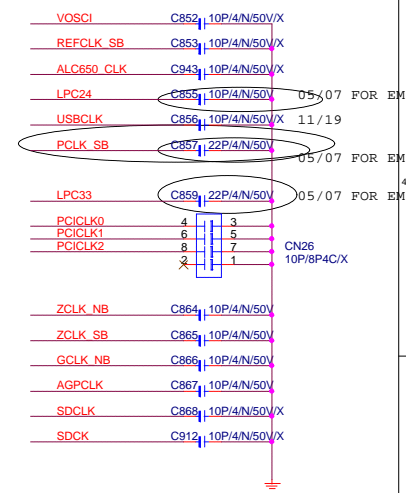 VOSCI C852 10P/4/N/50V/X
REFCLK_SB C853 10P/4/N/50V/X
ALC650_CLK C943 10P/4/N/50V/X
LPC24 C855 10P/4/N/50V 05/07 FOR EM
USBCLK C856 10P/4/N/50V/X 11/19
PCLK_SB C857 22P/4/N/50V 05/07 FOR EM
4
LPC33 C859 22P/4/N/50V 05/07 FOR EM
PCICLK0 4 3
PCICLK1 6 5
PCICLK2 8 7 CN26
2 1 10P/8P4C/X
ZCLK_NB C864 10P/4/N/50V
ZCLK_SB C865 10P/4/N/50V
GCLK_NB C866 10P/4/N/50V
AGPCLK C867 10P/4/N/50V
SDCLK C868 10P/4/N/50V/X
SDCK C912 10P/4/N/50V/X